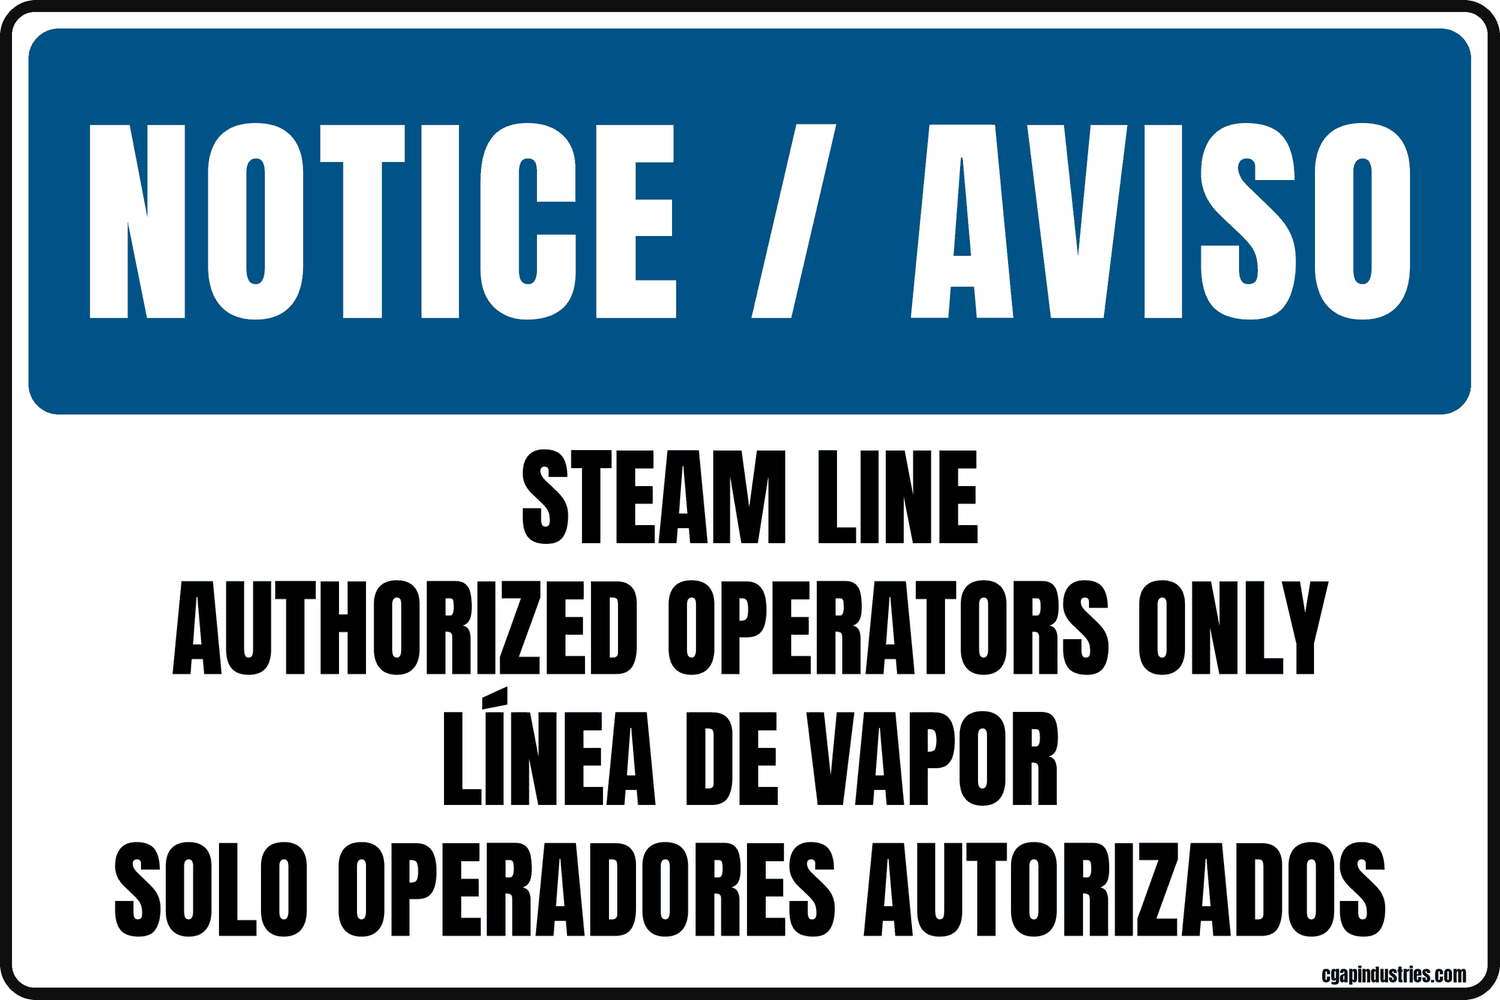 NOTICE / AVISO
STEAM LINE
AUTHORIZED OPERATORS ONLY
LÍNEA DE VAPOR
SOLO OPERADORES AUTORIZADOS
cgapindustries.com